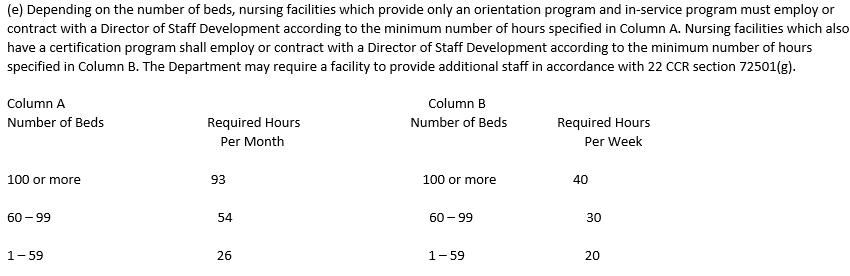 (e) Depending on the number of beds, nursing facilities which provide only an orientation program and in-service program must employ or
contract with a Director of Staff Development according to the minimum number of hours specified in Column A. Nursing facilities which also
have a certification program shall employ or contract with a Director of Staff Development according to the minimum number of hours
specified in Column B. The Department may require a facility to provide additional staff in accordance with 22 CCR section 72501(g).
Column A Column B
Number of Beds Required Hours Number of Beds Required Hours
Per Month Per Week
100 or more 93 100 or more 40
60 – 99 54 60 – 99 30
1 – 59 26 1 – 59 20